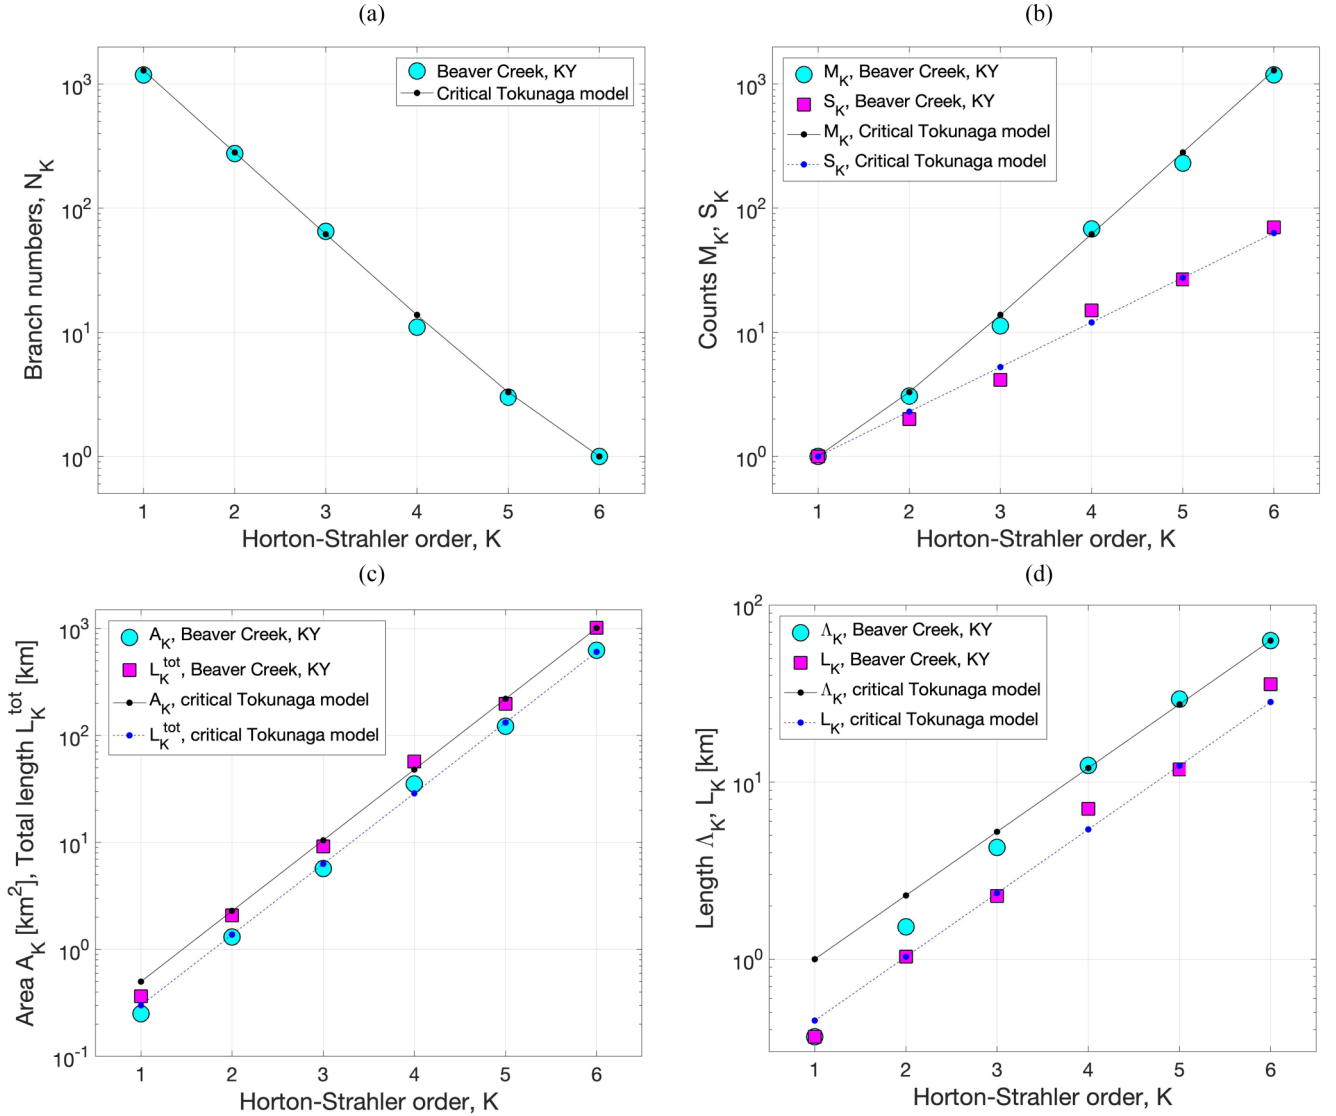 (a)
Beaver Creek, KY
Critical Tokunaga model
Branch numbers, N_K
10^3
10^2
10^1
10^0
1 2 3 4 5 6
Horton-Strahler order, K
(b)
M_K, Beaver Creek, KY
S_K, Beaver Creek, KY
M_K, Critical Tokunaga model
S_K, Critical Tokunaga model
Counts M_K, S_K
10^3
10^2
10^1
10^0
1 2 3 4 5 6
Horton-Strahler order, K
(c)
A_K, Beaver Creek, KY
L_K^tot, Beaver Creek, KY
A_K, critical Tokunaga model
L_K^tot, critical Tokunaga model
Area A_K [km^2], Total length L_K^tot [km]
10^3
10^2
10^1
10^0
10^-1
1 2 3 4 5 6
Horton-Strahler order, K
(d)
Λ_K, Beaver Creek, KY
L_K, Beaver Creek, KY
Λ_K, critical Tokunaga model
L_K, critical Tokunaga model
Length Λ_K, L_K [km]
10^2
10^1
10^0
1 2 3 4 5 6
Horton-Strahler order, K